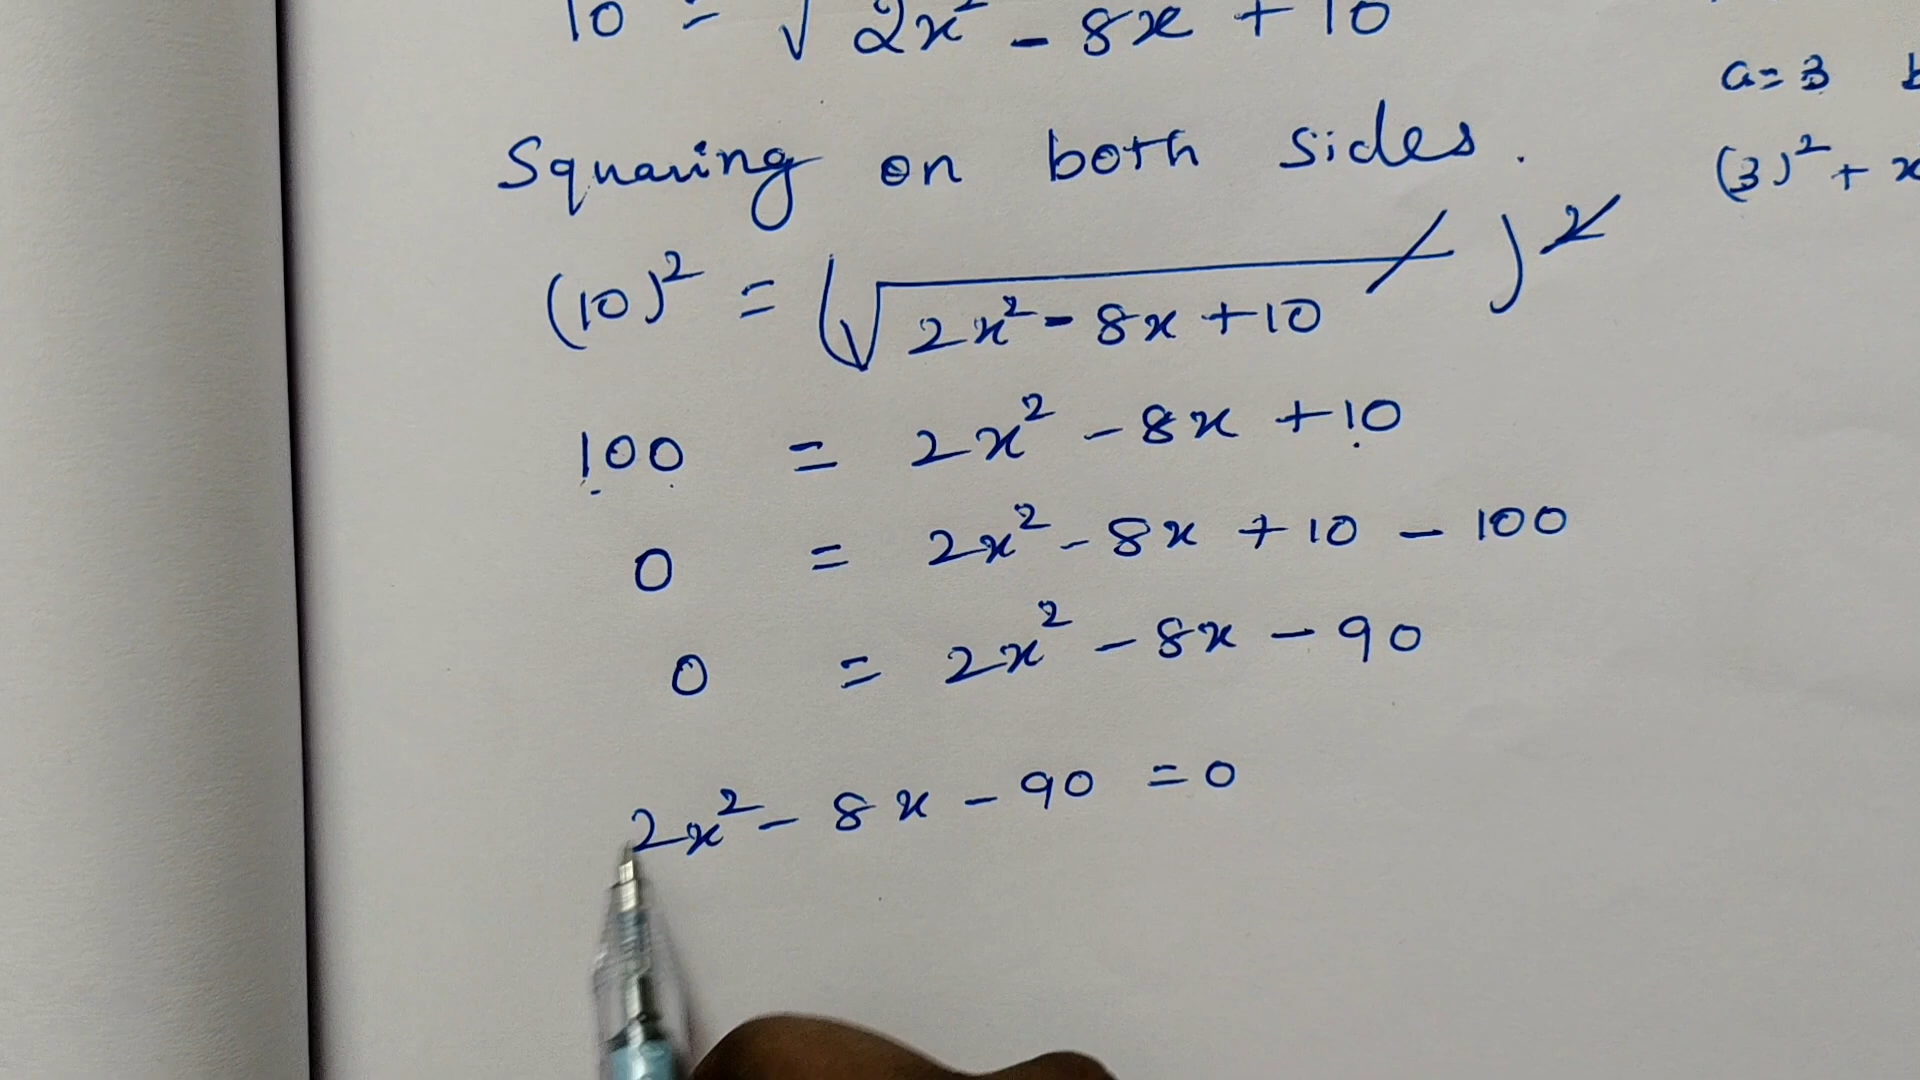 10 = √2x² - 8x + 10
Squaring on both sides.
(10)² = (√2x² - 8x + 10)²
100 = 2x² - 8x + 10
0 = 2x² - 8x + 10 - 100
0 = 2x² - 8x - 90
2x² - 8x - 90 = 0
a = 3
(3)² + x